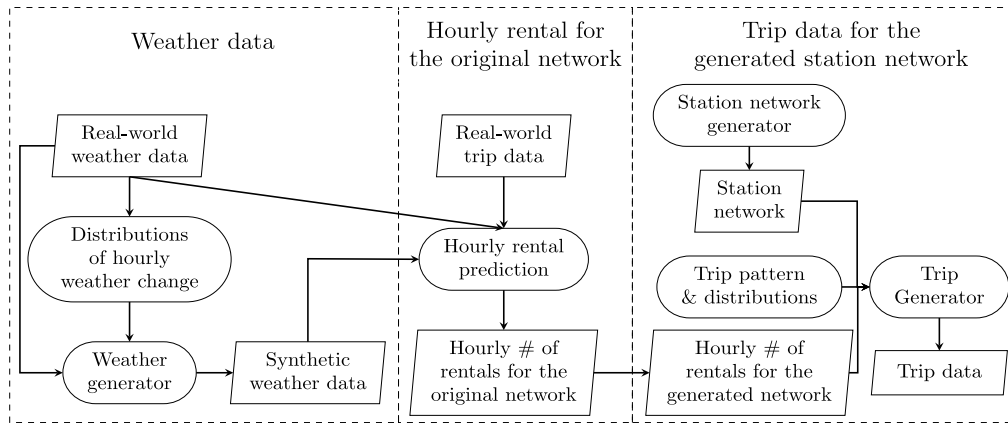 Weather data
Real-world
weather data
Distributions
of hourly
weather change
Weather
generator
Synthetic
weather data
Hourly rental for
the original network
Real-world
trip data
Hourly rental
prediction
Hourly # of
rentals for the
original network
Trip data for the
generated station network
Station network
generator
Station
network
Trip pattern
& distributions
Hourly # of
rentals for the
generated network
Trip
Generator
Trip data